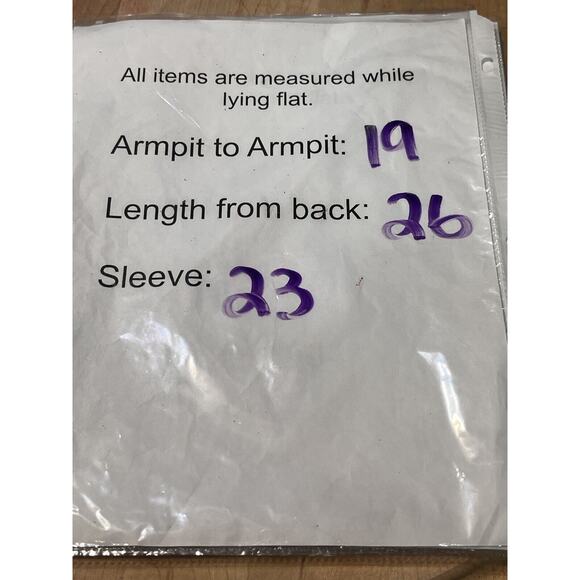 All items are measured while
lying flat.
Armpit to Armpit: 19
Length from back: 26
Sleeve: 23